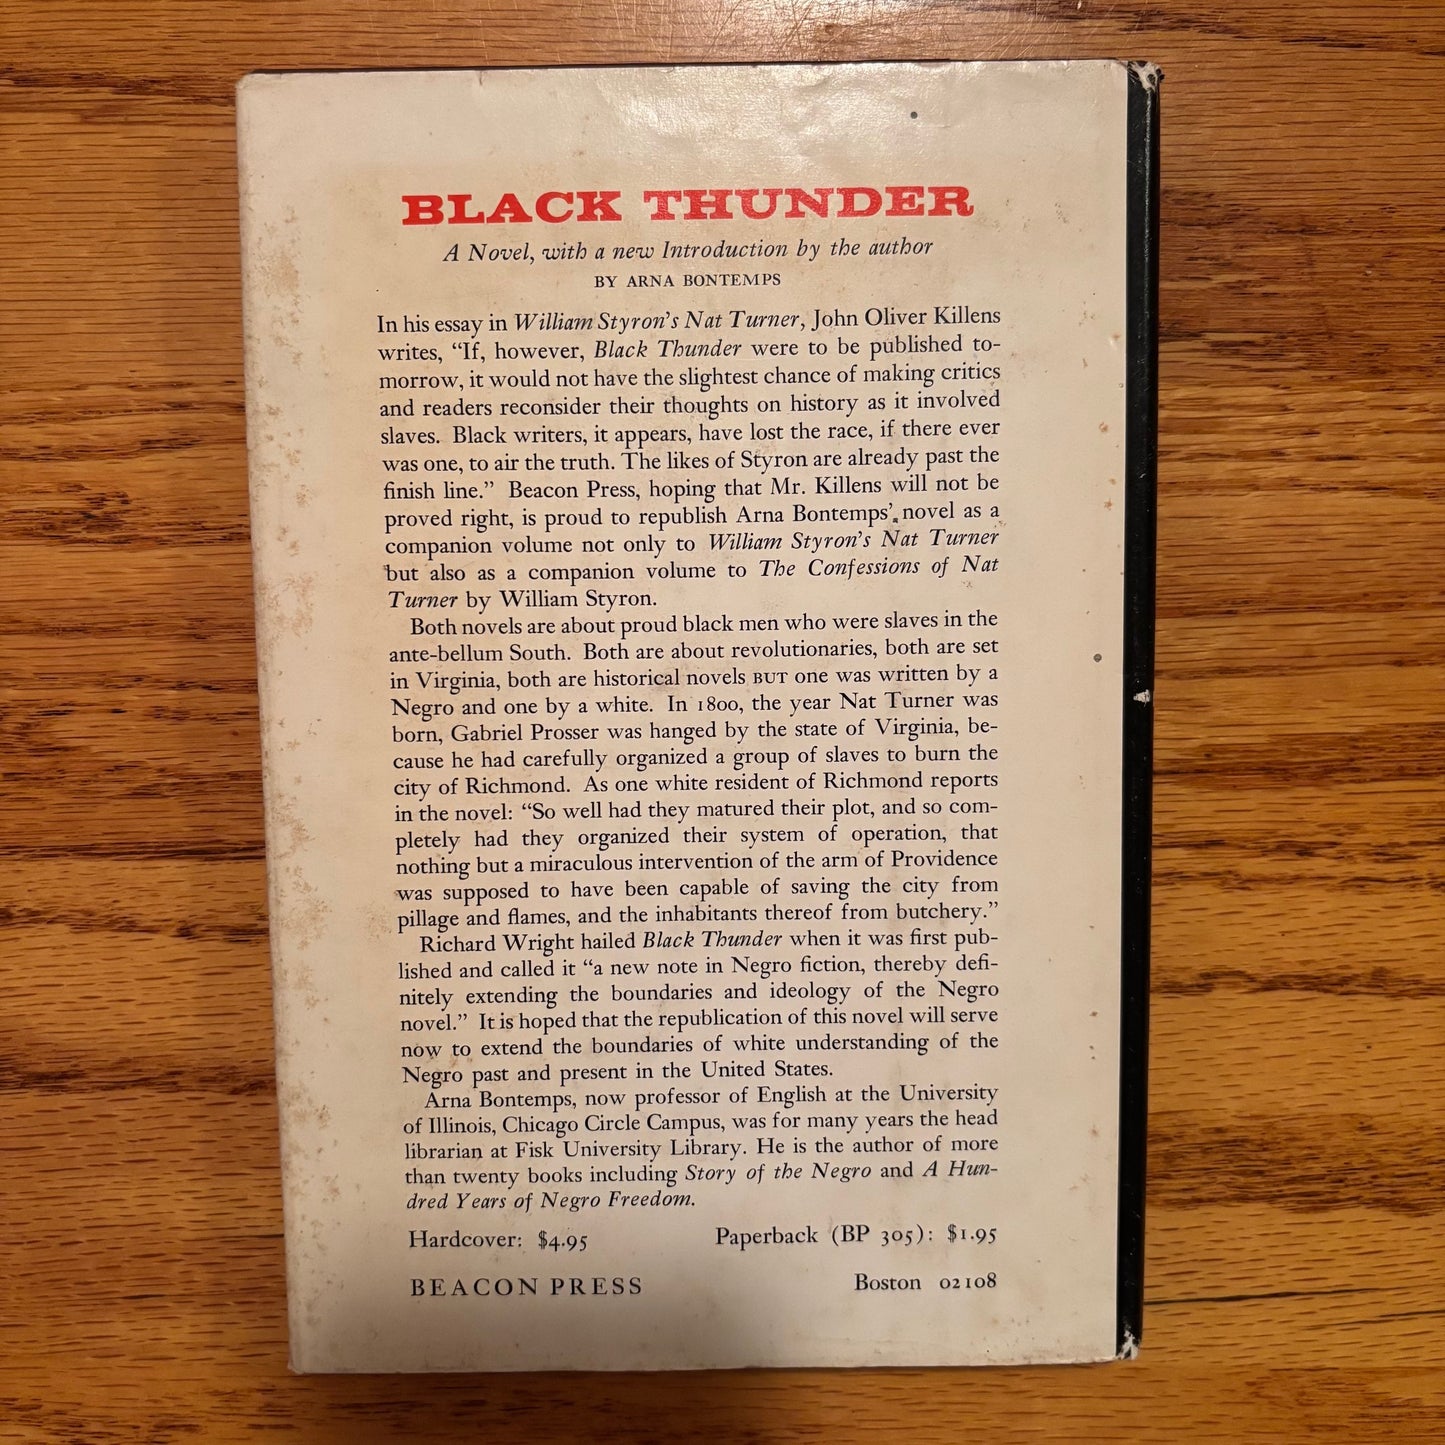 BLACK THUNDER
A Novel, with a new Introduction by the author
BY ARNA BONTEMPS
In his essay in William Styron's Nat Turner, John Oliver Killens
writes, “If, however, Black Thunder were to be published to-
morrow, it would not have the slightest chance of making critics
and readers reconsider their thoughts on history as it involved
slaves. Black writers, it appears, have lost the race, if there ever
was one, to air the truth. The likes of Styron are already past the
finish line.” Beacon Press, hoping that Mr. Killens will not be
proved right, is proud to republish Arna Bontemps' novel as a
companion volume not only to William Styron's Nat Turner
but also as a companion volume to The Confessions of Nat
Turner by William Styron.
Both novels are about proud black men who were slaves in the
ante-bellum South. Both are about revolutionaries, both are set
in Virginia, both are historical novels BUT one was written by a
Negro and one by a white. In 1800, the year Nat Turner was
born, Gabriel Prosser was hanged by the state of Virginia, be-
cause he had carefully organized a group of slaves to burn the
city of Richmond. As one white resident of Richmond reports
in the novel: “So well had they matured their plot, and so com-
pletely had they organized their system of operation, that
nothing but a miraculous intervention of the arm of Providence
was supposed to have been capable of saving the city from
pillage and flames, and the inhabitants thereof from butchery.”
Richard Wright hailed Black Thunder when it was first pub-
lished and called it “a new note in Negro fiction, thereby defi-
nitely extending the boundaries and ideology of the Negro
novel.” It is hoped that the republication of this novel will serve
now to extend the boundaries of white understanding of the
Negro past and present in the United States.
Arna Bontemps, now professor of English at the University
of Illinois, Chicago Circle Campus, was for many years the head
librarian at Fisk University Library. He is the author of more
than twenty books including Story of the Negro and A Hun-
dred Years of Negro Freedom.
Hardcover: $4.95 Paperback (BP 305): $1.95
BEACON PRESS Boston 02108